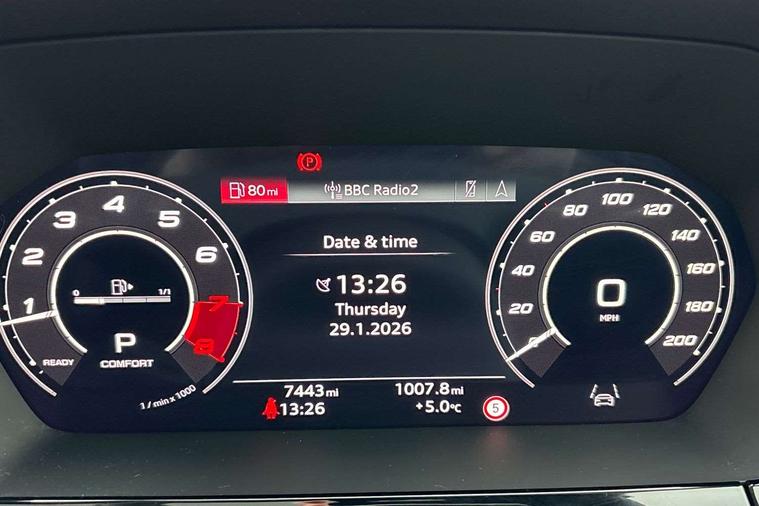 P
80 mi
BBC Radio2
1
2
3
4
5
6
7
8
0
1/1
READY
P
COMFORT
1 / min x 1000
Date & time
13:26
Thursday
29.1.2026
7443 mi
1007.8 mi
13:26
+5.0 °C
5
0
20
40
60
80
100
120
140
160
180
200
0
MPH